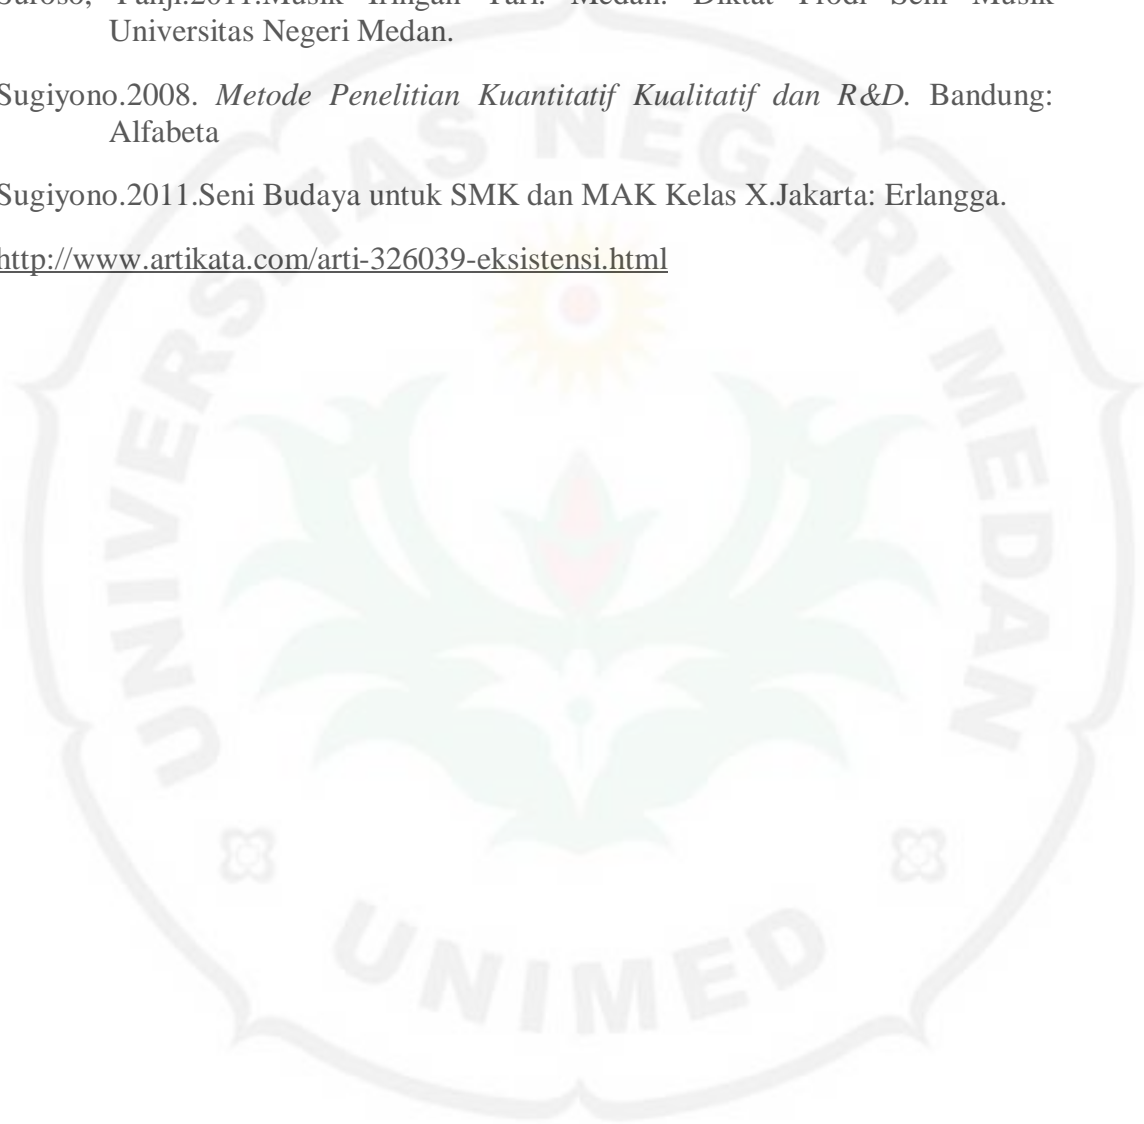 Suroso, Panji.2011.Musik Iringan Tari. Medan: Diktat Prodi Seni Musik
Universitas Negeri Medan.
Sugiyono.2008. Metode Penelitian Kuantitatif Kualitatif dan R&D. Bandung:
Alfabeta
Sugiyono.2011.Seni Budaya untuk SMK dan MAK Kelas X.Jakarta: Erlangga.
http://www.artikata.com/arti-326039-eksistensi.html
UNIVERSITAS NEGERI MEDAN
UNIMED